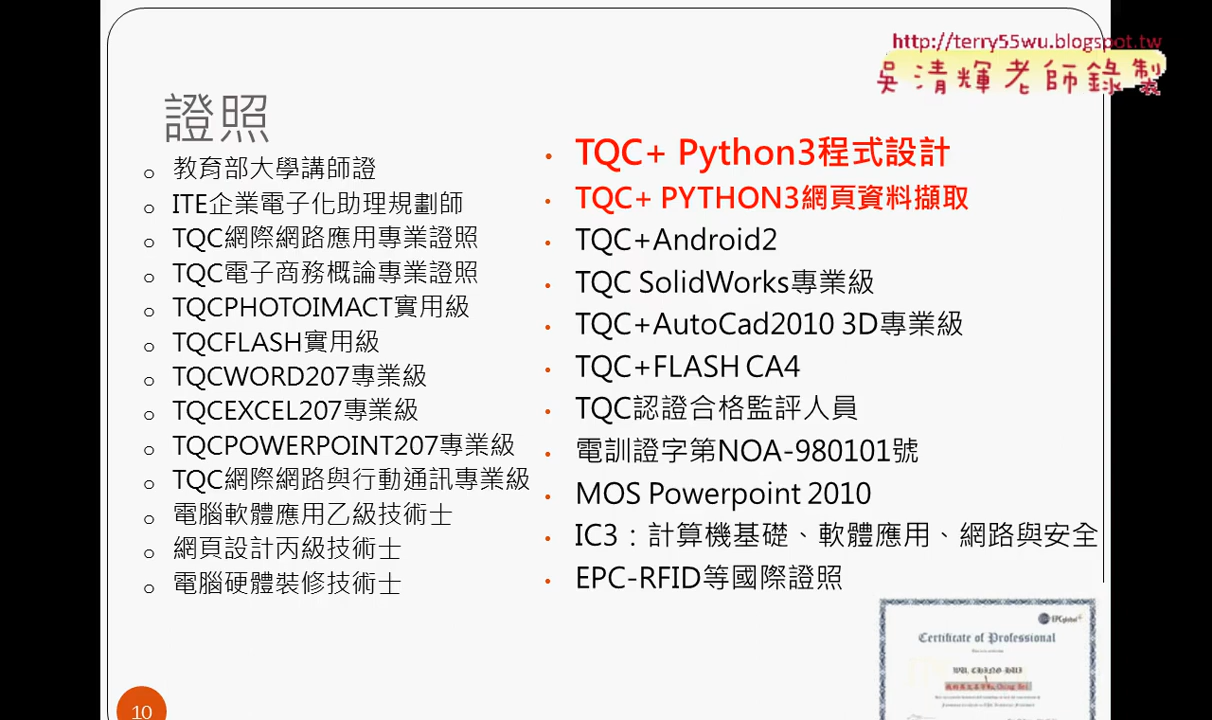 http://terry55wu.blogspot.tw
吳清輝老師錄製
證照
教育部大學講師證
ITE企業電子化助理規劃師
TQC網際網路應用專業證照
TQC電子商務概論專業證照
TQCPHOTOIMACT實用級
TQCFLASH實用級
TQCWORD207專業級
TQCEXCEL207專業級
TQCPOWERPOINT207專業級
TQC網際網路與行動通訊專業級
電腦軟體應用乙級技術士
網頁設計丙級技術士
電腦硬體裝修技術士
TQC+ Python3程式設計
TQC+ PYTHON3網頁資料擷取
TQC+Android2
TQC SolidWorks專業級
TQC+AutoCad2010 3D專業級
TQC+FLASH CA4
TQC認證合格監評人員
電訓證字第NOA-980101號
MOS Powerpoint 2010
IC3：計算機基礎、軟體應用、網路與安全
EPC-RFID等國際證照
EPCglobal
Certificate of Professional
WU, CHING-HUI
10